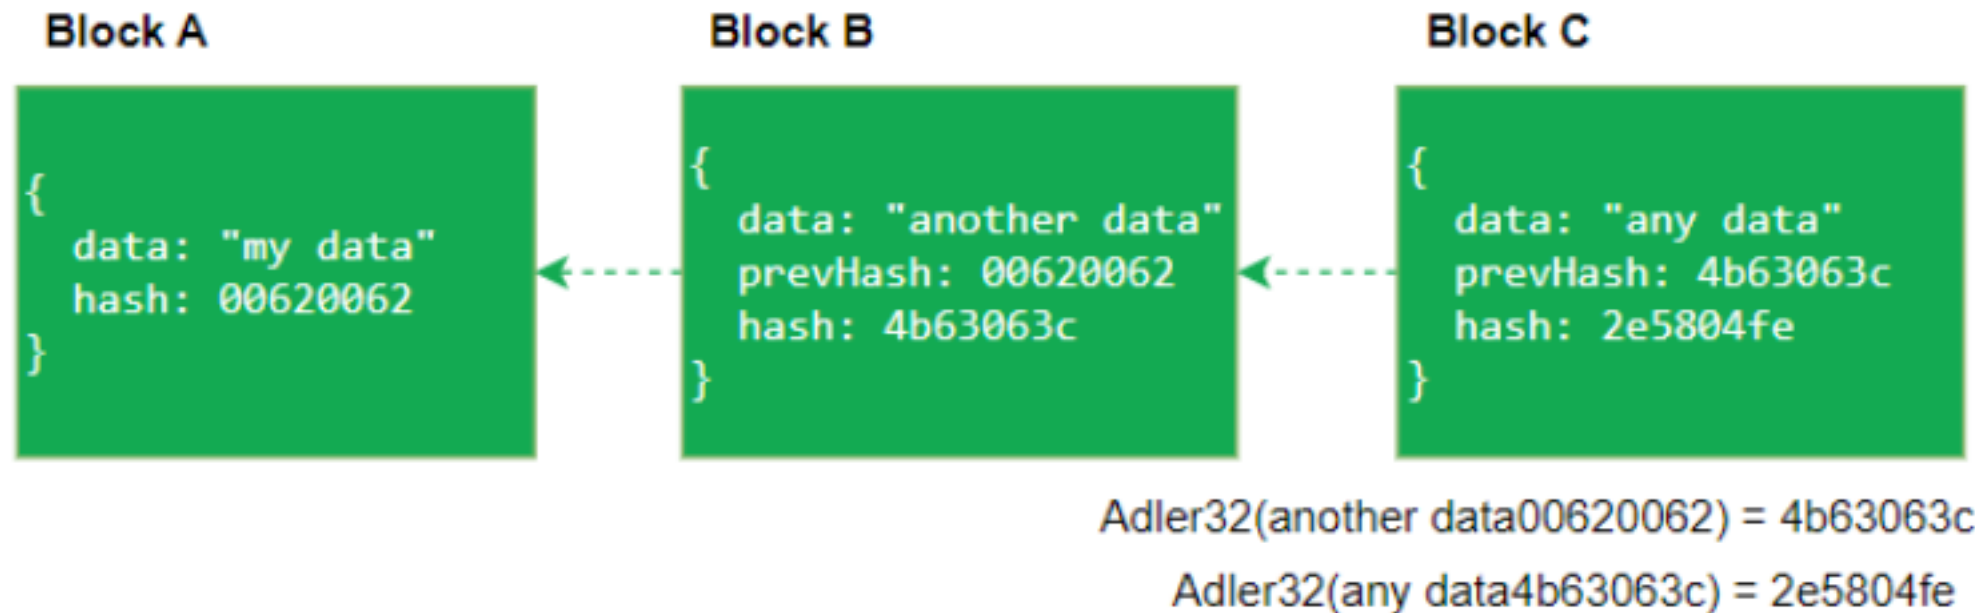 Block A
{
data: "my data"
hash: 00620062
}
Block B
{
data: "another data"
prevHash: 00620062
hash: 4b63063c
}
Block C
{
data: "any data"
prevHash: 4b63063c
hash: 2e5804fe
}
Adler32(another data00620062) = 4b63063c
Adler32(any data4b63063c) = 2e5804fe